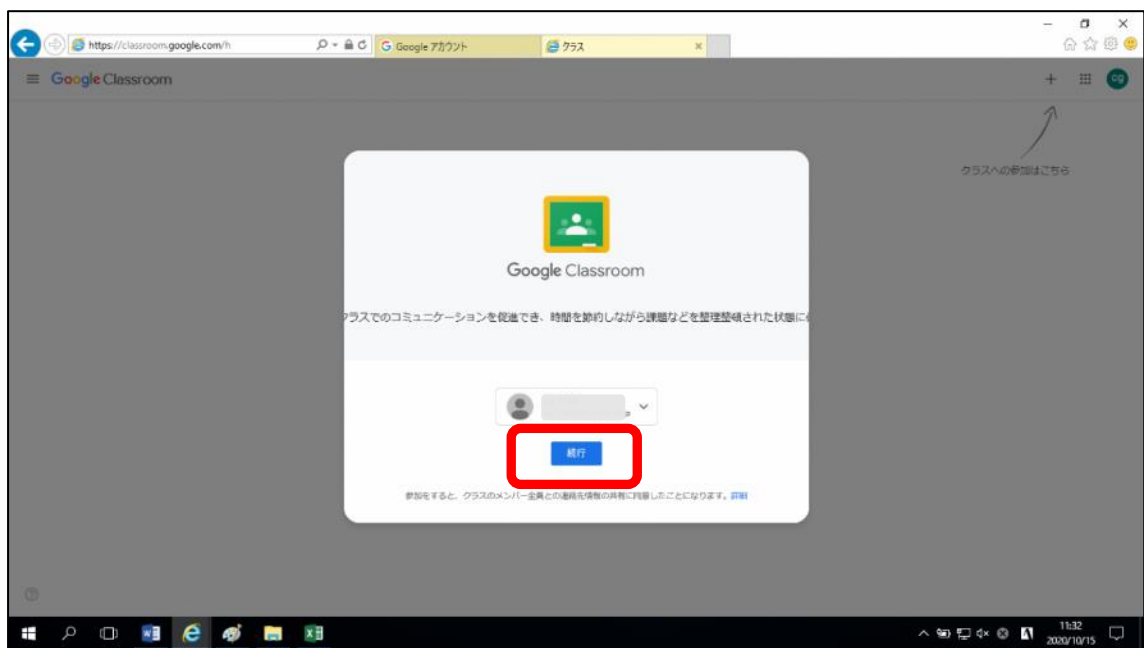 https://classroom.google.com/h
Google アカウント
クラス
Google Classroom
cg
クラスへの参加はこちら
Google Classroom
クラスでのコミュニケーションを促進でき、時間を節約しながら課題などを整理整頓された状態に
続行
参加をすると、クラスのメンバー全員との連絡先情報の共有に同意したことになります。詳細
11:32
2020/10/15